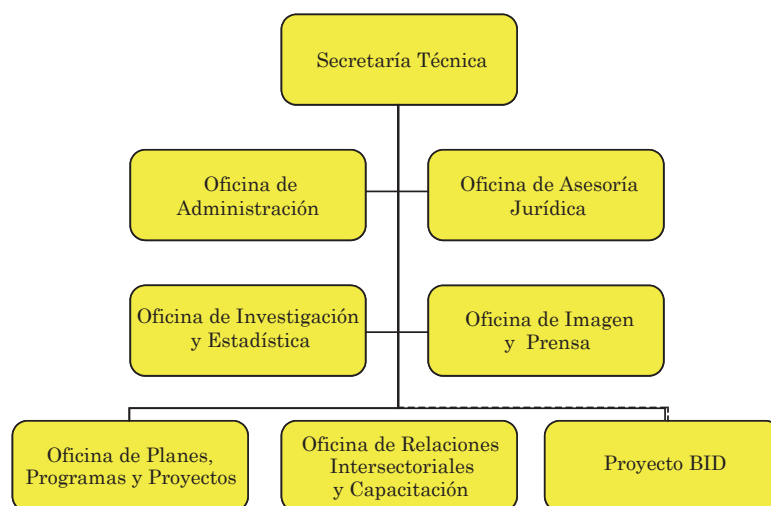 Secretaría Técnica
Oficina de
Administración
Oficina de Asesoría
Jurídica
Oficina de Investigación
y Estadística
Oficina de Imagen
y Prensa
Oficina de Planes,
Programas y Proyectos
Oficina de Relaciones
Intersectoriales
y Capacitación
Proyecto BID